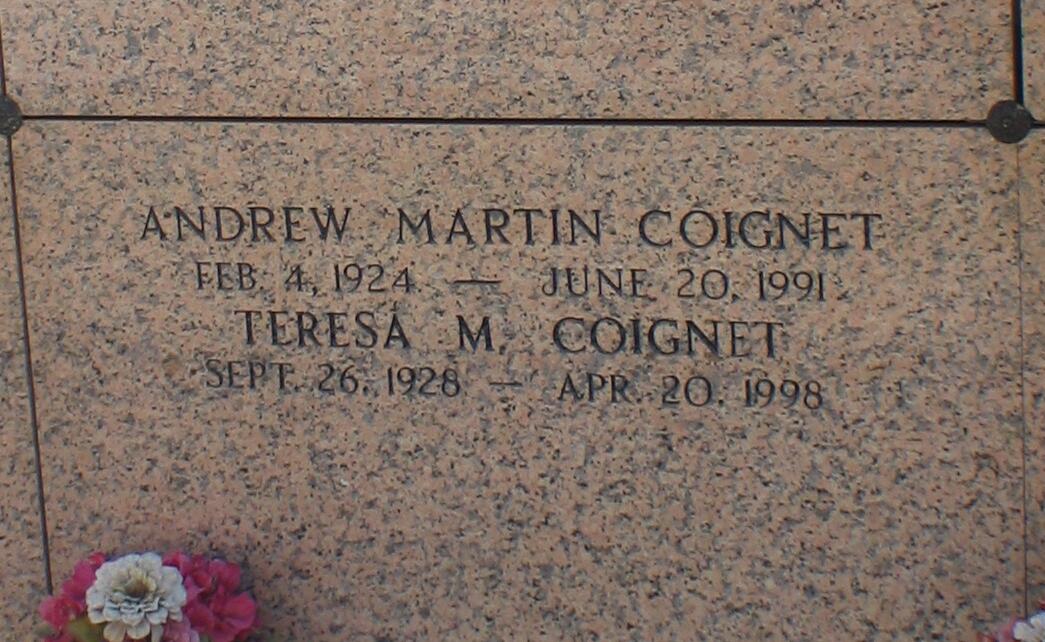 ANDREW MARTIN COIGNET
FEB. 4, 1924 — JUNE 20, 1991
TERESA M. COIGNET
SEPT. 26, 1928 — APR. 20, 1998